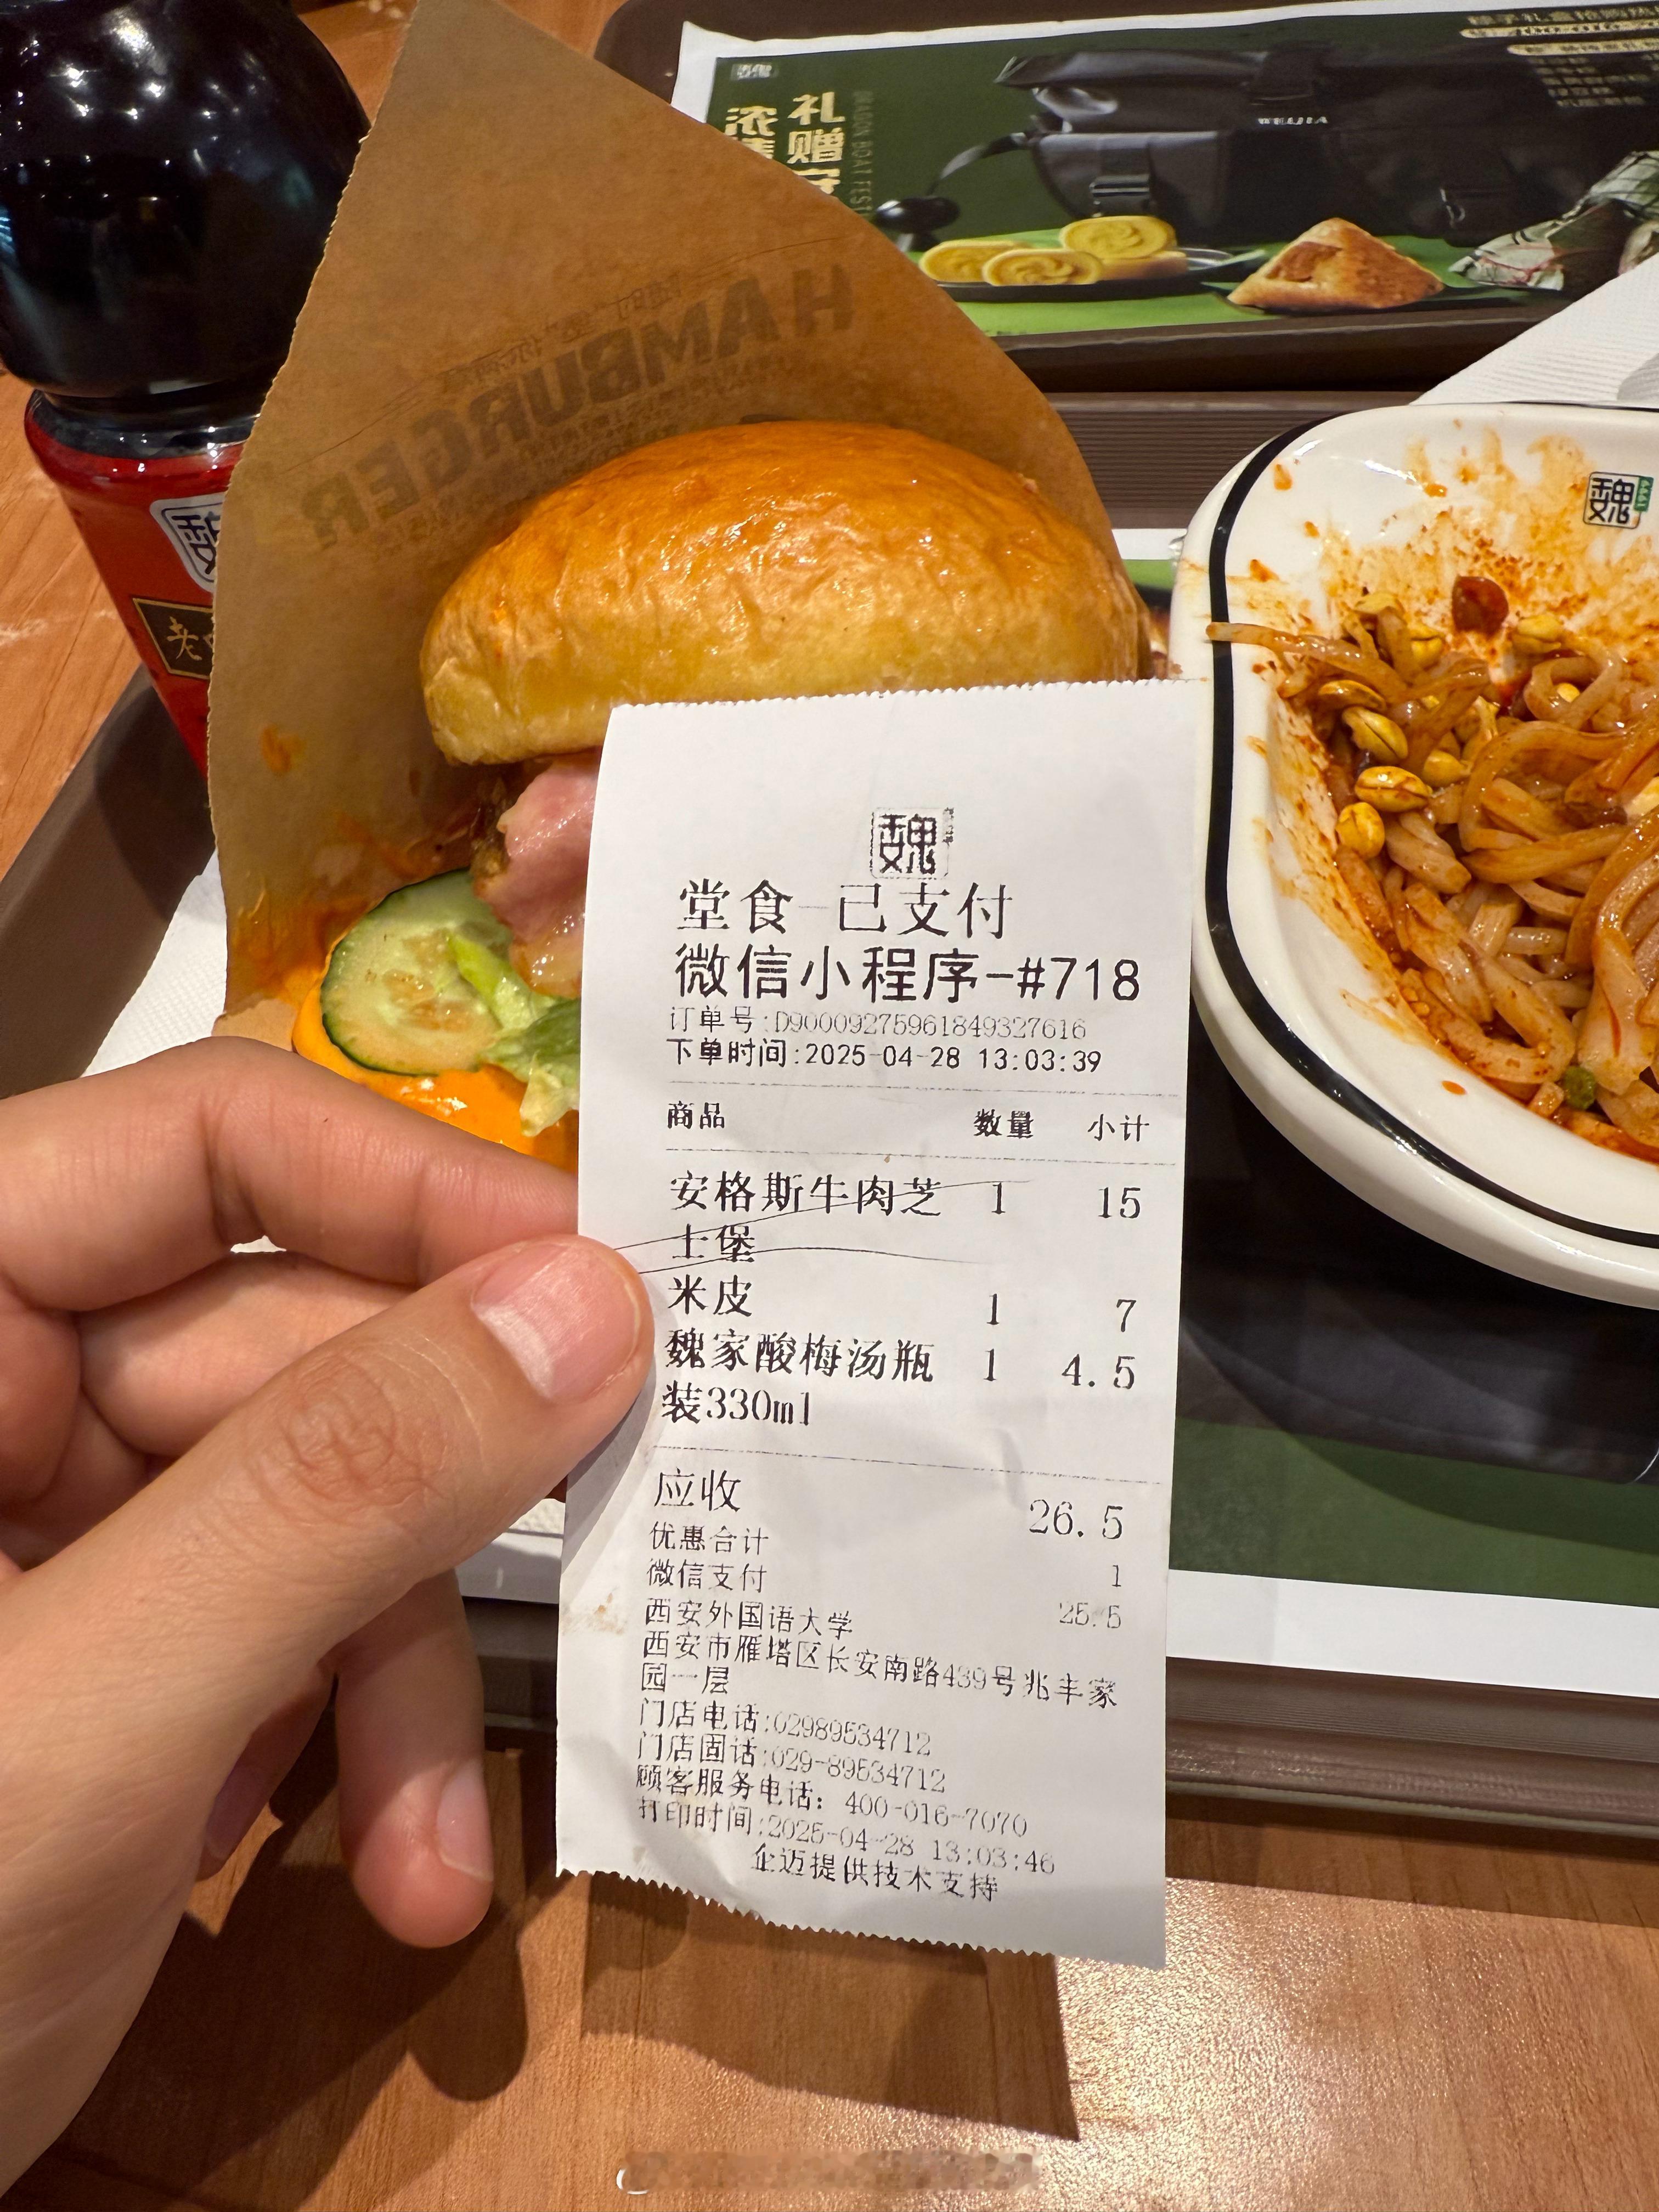 礼赠
WEIJIA
HAMBURGER
魏
魏
堂食-已支付
微信小程序-#718
订单号:D900092759618493 27616
下单时间:2025-04-28 13:03:39
商品 数量 小计
安格斯牛肉芝 1 15
士堡
米皮 1 7
魏家酸梅汤瓶 1 4.5
装330ml
应收 26.5
优惠合计 1
微信支付 25.5
西安外国语大学
西安市雁塔区长安南路439号兆丰家
园一层
门店电话:02989534712
门店固话:029-89534712
顾客服务电话：400-016-7070
打印时间:2025-04-28 13:03:46
企迈提供技术支持